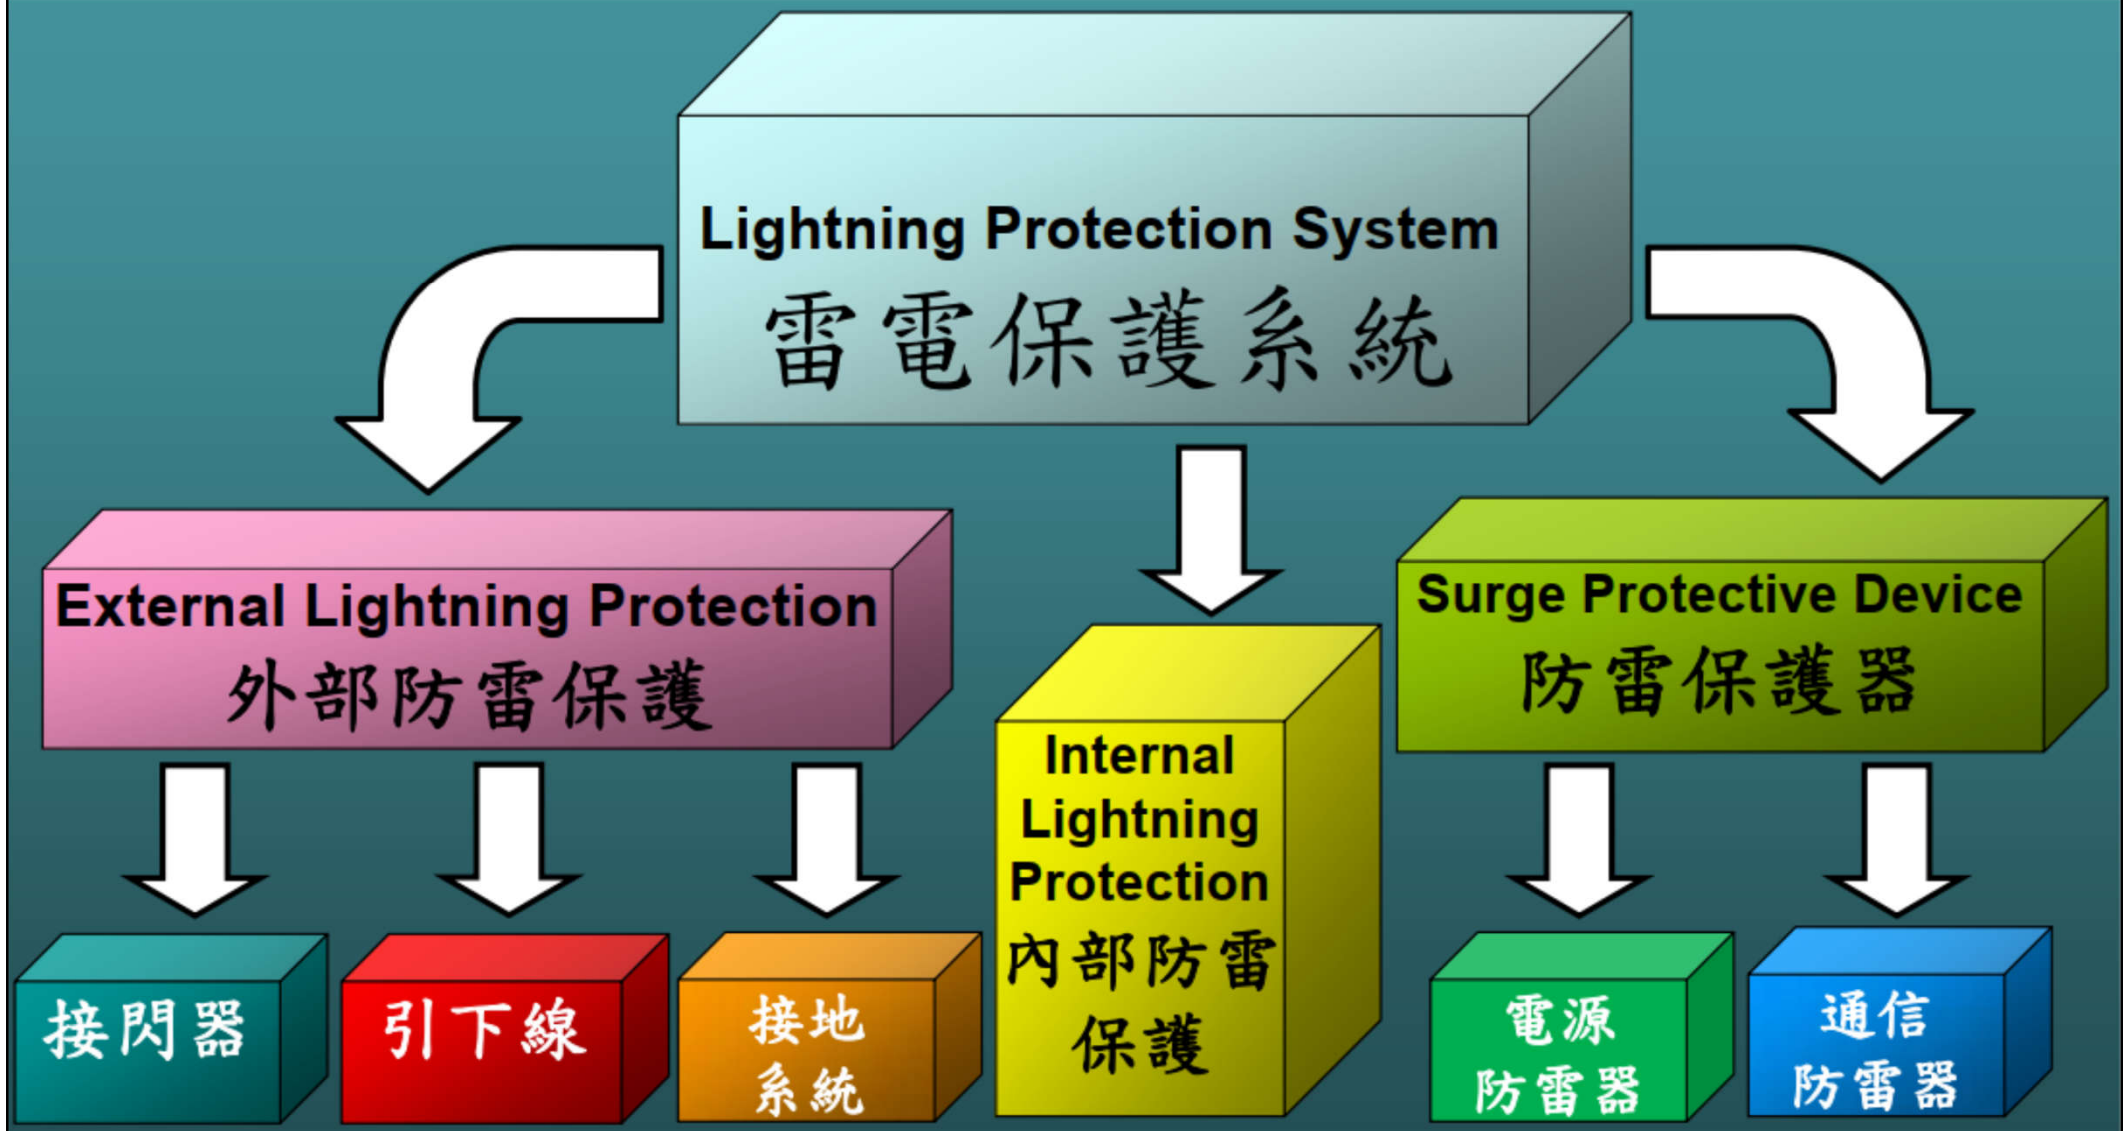 Lightning Protection System
雷電保護系統
External Lightning Protection
外部防雷保護
Internal
Lightning
Protection
內部防雷
保護
Surge Protective Device
防雷保護器
接閃器
引下線
接地
系統
電源
防雷器
通信
防雷器